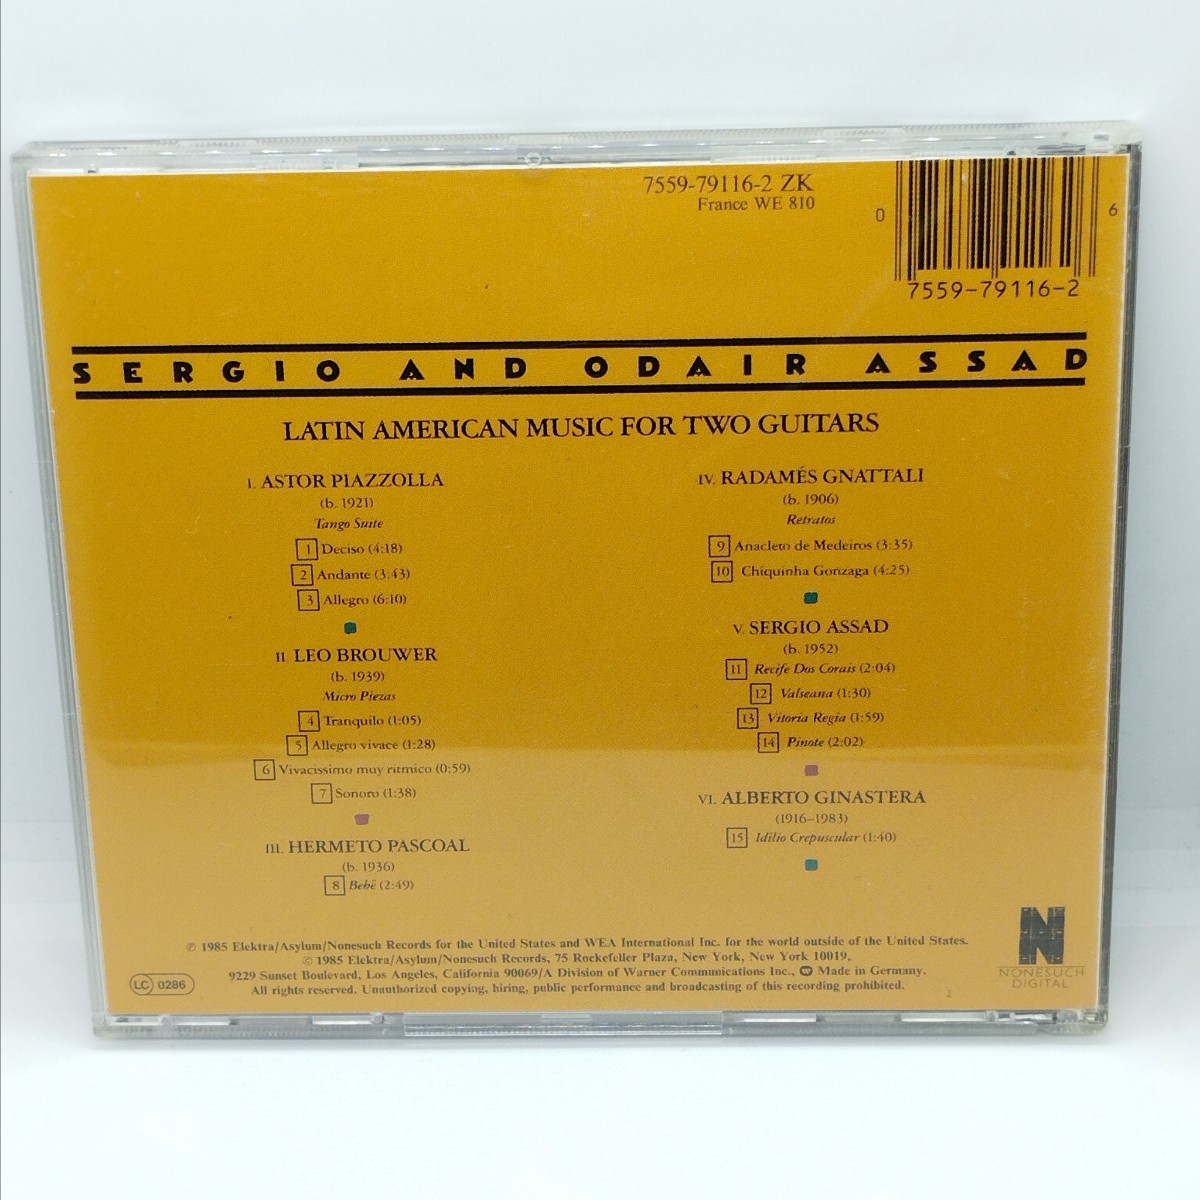 7559-79116-2 ZK
France WE 810
0
6
7559-79116-2
SERGIO AND ODAIR ASSAD
LATIN AMERICAN MUSIC FOR TWO GUITARS
I. ASTOR PIAZZOLLA
(b. 1921)
Tango Suite
1 Deciso (4:18)
2 Andante (3:43)
3 Allegro (6:10)
II. LEO BROUWER
(b. 1939)
Micro Piezas
4 Tranquilo (1:05)
5 Allegro vivace (1:28)
6 Vivacissimo muy ritmico (0:59)
7 Sonoro (1:38)
III. HERMETO PASCOAL
(b. 1936)
8 Bebê (2:49)
IV. RADAMÉS GNATTALI
(b. 1906)
Retratos
9 Anacleto de Medeiros (3:35)
10 Chiquinha Gonzaga (4:25)
V. SERGIO ASSAD
(b. 1952)
11 Recife Dos Corais (2:04)
12 Valseana (1:30)
13 Vitoria Regia (1:59)
14 Pinote (2:02)
VI. ALBERTO GINASTERA
(1916–1983)
15 Idilio Crepuscular (1:40)
℗ 1985 Elektra/Asylum/Nonesuch Records for the United States and WEA International Inc. for the world outside of the United States.
© 1985 Elektra/Asylum/Nonesuch Records, 75 Rockefeller Plaza, New York, New York 10019,
9229 Sunset Boulevard, Los Angeles, California 90069/A Division of Warner Communications Inc., Made in Germany.
All rights reserved. Unauthorized copying, hiring, public performance and broadcasting of this recording prohibited.
LC 0286
N
NONESUCH
DIGITAL